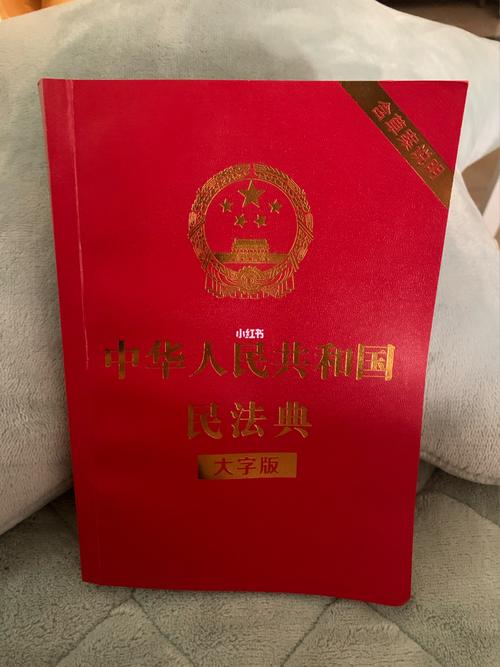 含草案说明
小红书
中华人民共和国
民法典
大字版